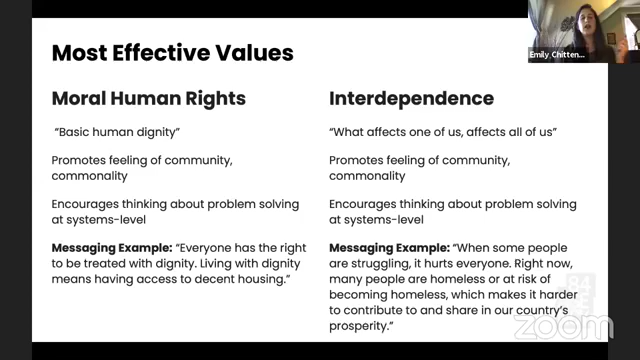 Most Effective Values
Moral Human Rights
"Basic human dignity"
Promotes feeling of community,
commonality
Encourages thinking about problem solving
at systems-level
Messaging Example: "Everyone has the right
to be treated with dignity. Living with dignity
means having access to decent housing."
Interdependence
"What affects one of us, affects all of us"
Promotes feeling of community,
commonality
Encourages thinking about problem solving
at systems-level
Messaging Example: "When some people
are struggling, it hurts everyone. Right now,
many people are homeless or at risk of
becoming homeless, which makes it harder
to contribute to and share in our country's
prosperity."
Emily Chitten...
zoom